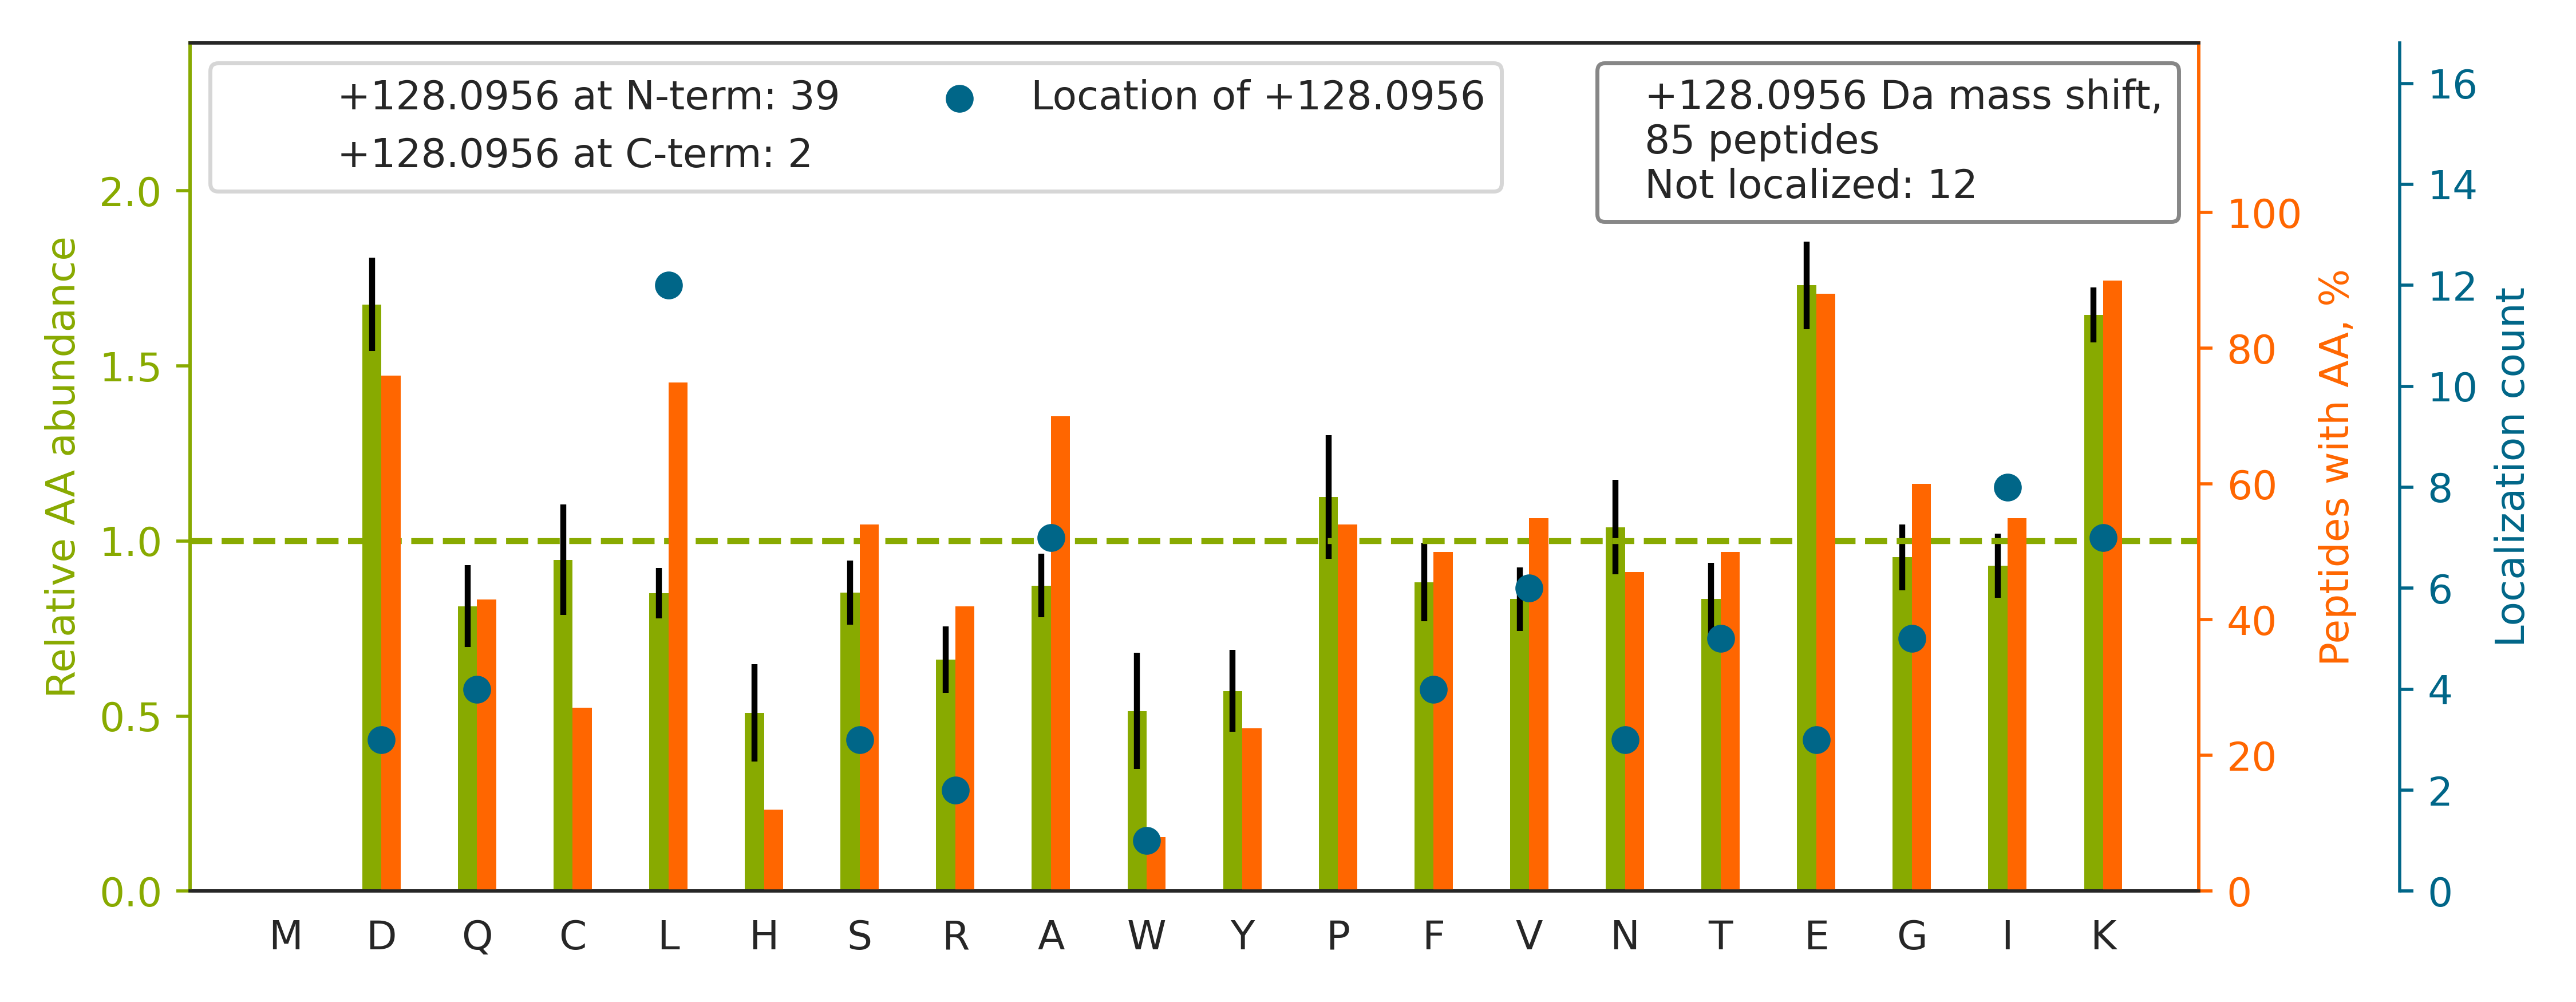 +128.0956 at N-term: 39
+128.0956 at C-term: 2
Location of +128.0956
+128.0956 Da mass shift,
85 peptides
Not localized: 12
Relative AA abundance
2.0
1.5
1.0
0.5
0.0
M D Q C L H S R A W Y P F V N T E G I K
100
80
60
40
20
0
Peptides with AA, %
16
14
12
10
8
6
4
2
0
Localization count